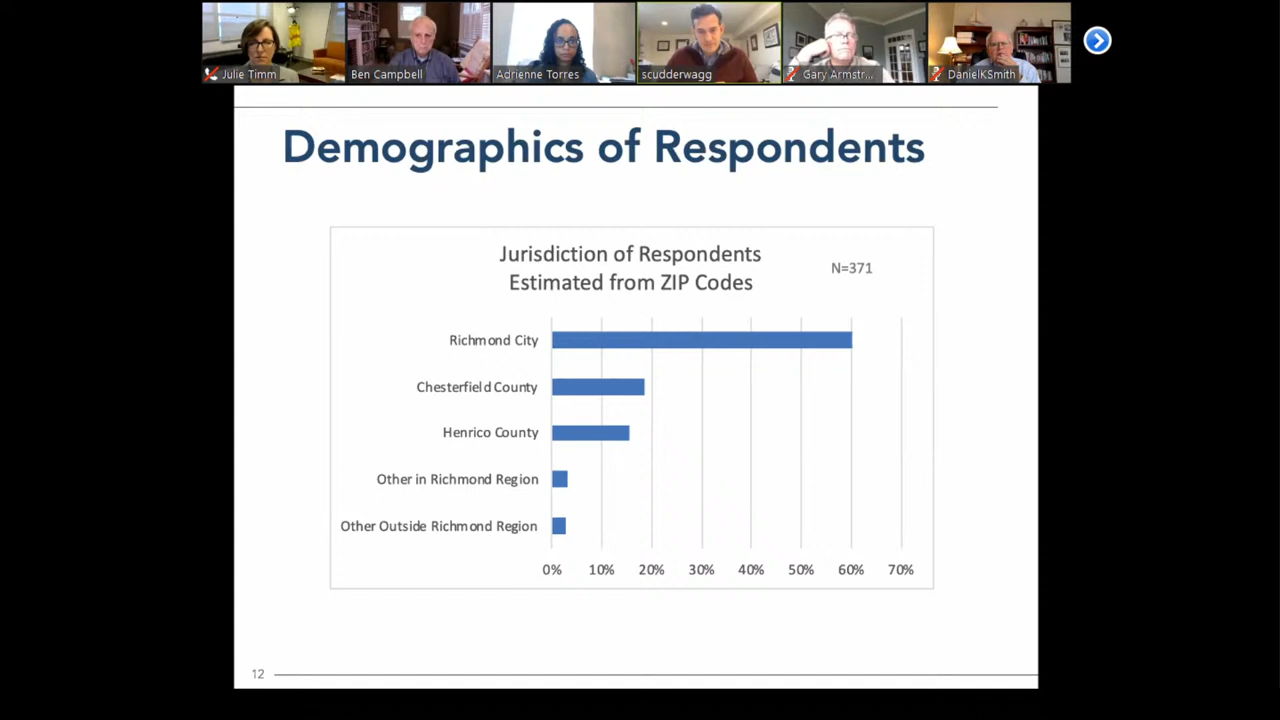 Julie Timm
Ben Campbell
Adrienne Torres
scudderwagg
Gary Armstr...
DanielKSmith
Demographics of Respondents
Jurisdiction of Respondents
Estimated from ZIP Codes
N=371
Richmond City
Chesterfield County
Henrico County
Other in Richmond Region
Other Outside Richmond Region
0% 10% 20% 30% 40% 50% 60% 70%
12